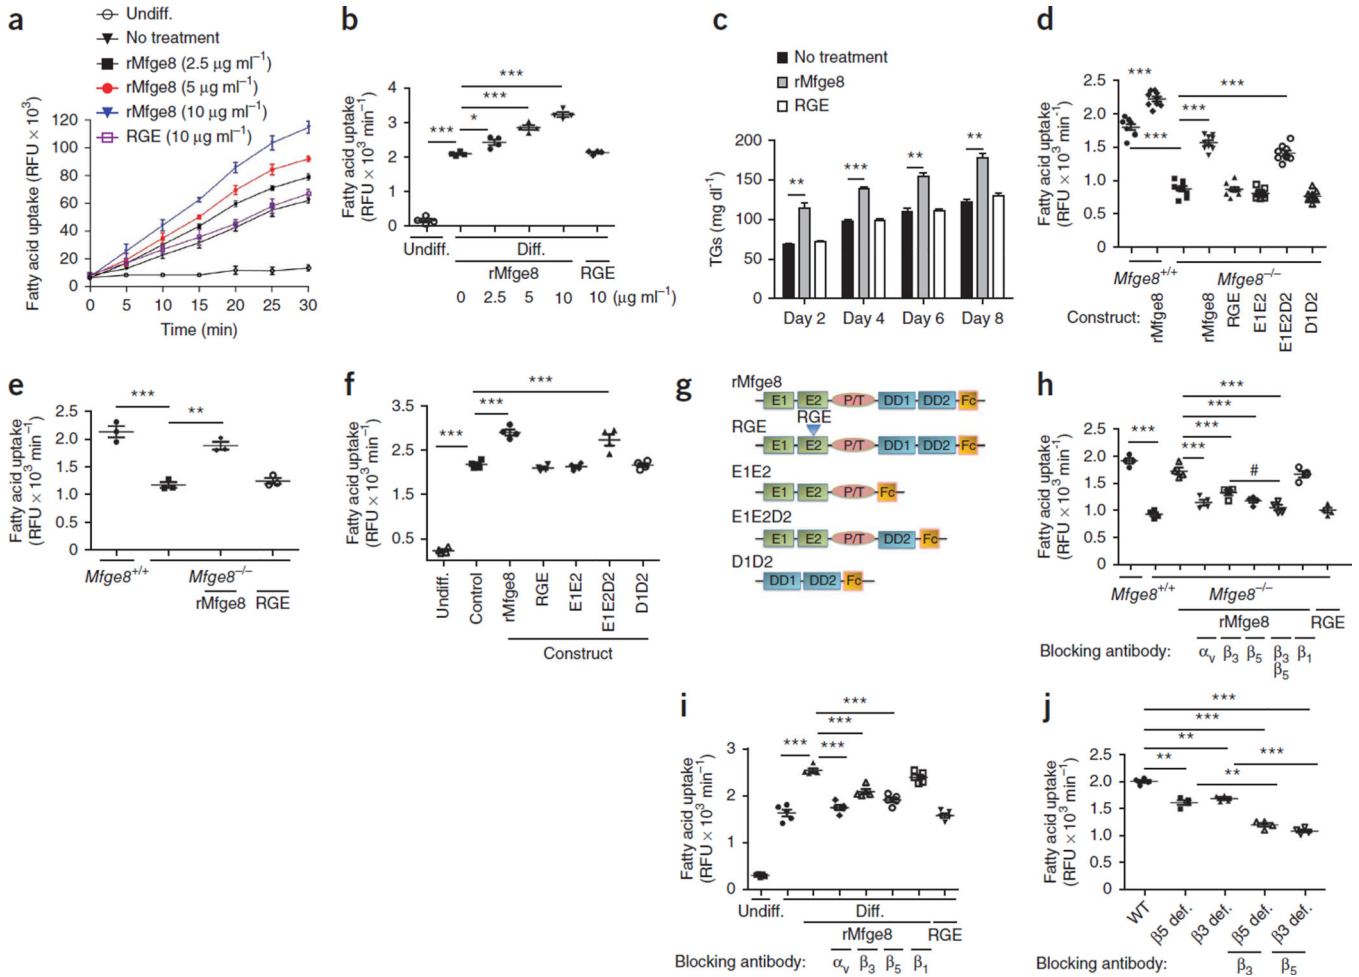 a
Undiff.
No treatment
rMfge8 (2.5 μg ml⁻¹)
rMfge8 (5 μg ml⁻¹)
rMfge8 (10 μg ml⁻¹)
RGE (10 μg ml⁻¹)
Fatty acid uptake (RFU × 10³)
120
100
80
60
40
20
0
0 5 10 15 20 25 30
Time (min)
b
Fatty acid uptake
(RFU × 10³ min⁻¹)
4
3
2
1
0
***
***
*
***
Undiff. Diff.
rMfge8 RGE
0 2.5 5 10 10 (μg ml⁻¹)
c
No treatment
rMfge8
RGE
TGs (mg dl⁻¹)
200
150
100
50
0
** *** ** **
Day 2 Day 4 Day 6 Day 8
d
Fatty acid uptake
(RFU × 10³ min⁻¹)
2.5
2.0
1.5
1.0
0.5
0
*** ***
***
***
Mfge8⁺/⁺ Mfge8⁻/⁻
Construct: rMfge8 rMfge8 RGE E1E2 E1E2D2 D1D2
e
Fatty acid uptake
(RFU × 10³ min⁻¹)
2.5
2.0
1.5
1.0
0.5
0
*** **
Mfge8⁺/⁺ Mfge8⁻/⁻
rMfge8 RGE
f
Fatty acid uptake
(RFU × 10³ min⁻¹)
3.5
2.5
1.5
0.5
***
***
***
Undiff. Control rMfge8 RGE E1E2 E1E2D2 D1D2
Construct
g
rMfge8
E1 E2 P/T DD1 DD2 Fc
RGE
RGE
E1 E2 P/T DD1 DD2 Fc
E1E2
E1 E2 P/T Fc
E1E2D2
E1 E2 P/T DD2 Fc
D1D2
DD1 DD2 Fc
h
Fatty acid uptake
(RFU × 10³ min⁻¹)
2.5
2.0
1.5
1.0
0.5
0
***
***
***
*** ***
#
Mfge8⁺/⁺ Mfge8⁻/⁻
rMfge8 RGE
Blocking antibody: αv β3 β5 β3 β1
β5
i
Fatty acid uptake
(RFU × 10³ min⁻¹)
3
2
1
0
***
***
*** ***
Undiff. Diff.
rMfge8 RGE
Blocking antibody: αv β3 β5 β1
j
Fatty acid uptake
(RFU × 10³ min⁻¹)
2.5
2.0
1.5
1.0
0.5
0
***
***
** ***
** **
WT β5 def. β3 def. β5 def. β3 def.
Blocking antibody: β3 β5